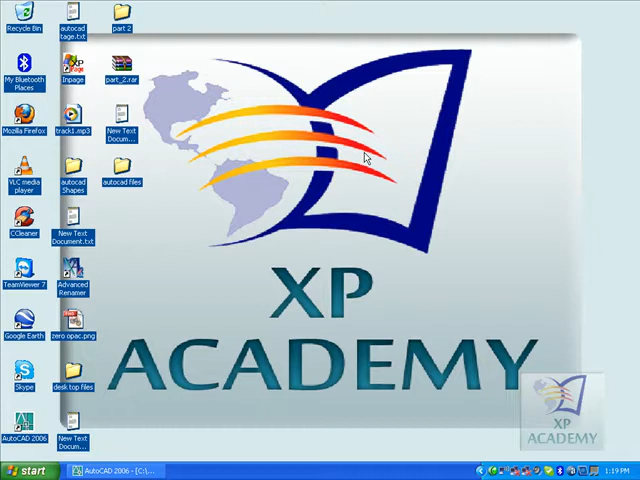 Recycle Bin
autocad
tage.txt
part 2
My Bluetooth
Places
Inpage
part_2.rar
Mozilla Firefox
track1.mp3
New Text
Docum...
VLC media
player
autocad
Shapes
autocad files
CCleaner
New Text
Document.txt
TeamViewer 7
Advanced
Renamer
Google Earth
zero opac.png
Skype
desk top files
AutoCAD 2006
New Text
Docum...
XP
ACADEMY
XP
ACADEMY
start
AutoCAD 2006 - [C:\...
1:19 PM